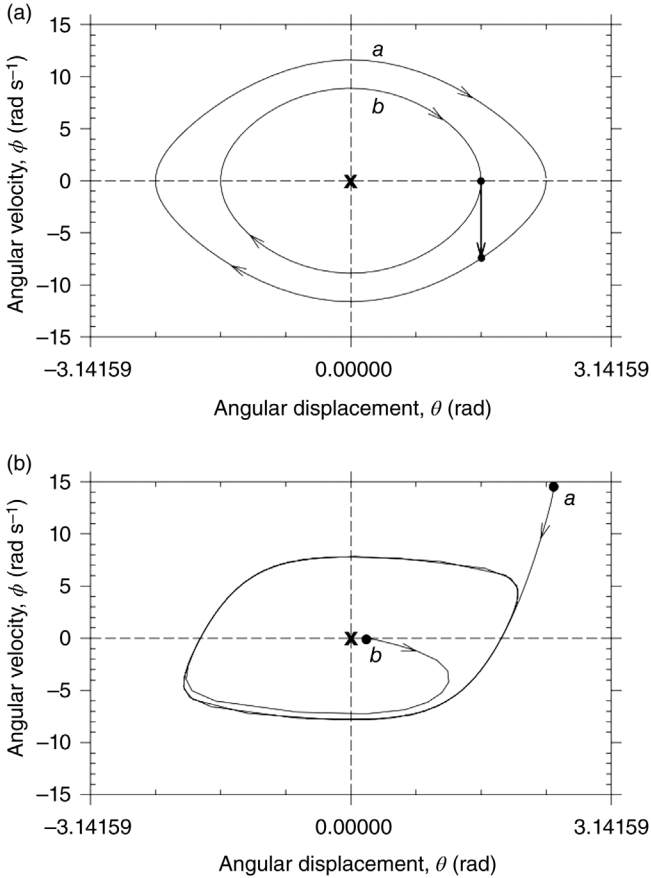 (a)
15
10
5
0
−5
−10
−15
a
b
X
−3.14159
0.00000
3.14159
Angular velocity, ϕ (rad s⁻¹)
Angular displacement, θ (rad)
(b)
15
10
5
0
−5
−10
−15
a
b
X
−3.14159
0.00000
3.14159
Angular velocity, ϕ (rad s⁻¹)
Angular displacement, θ (rad)